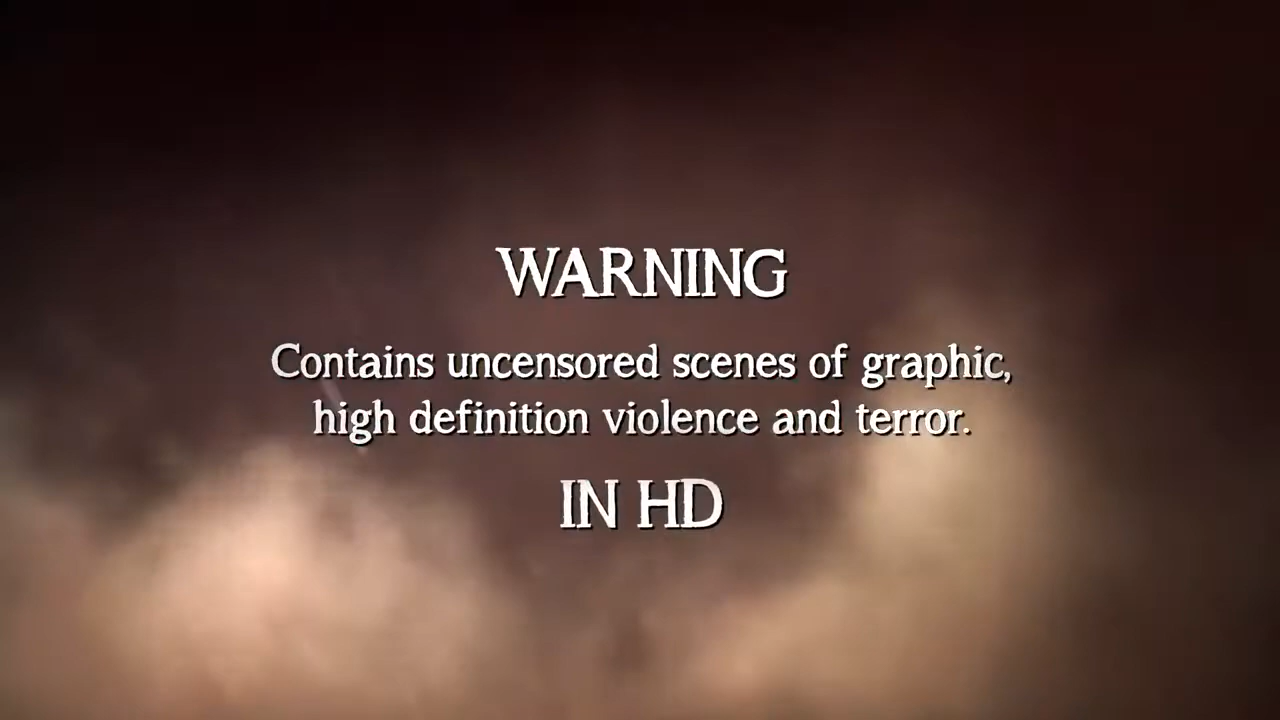 WARNING
Contains uncensored scenes of graphic,
high definition violence and terror.
IN HD